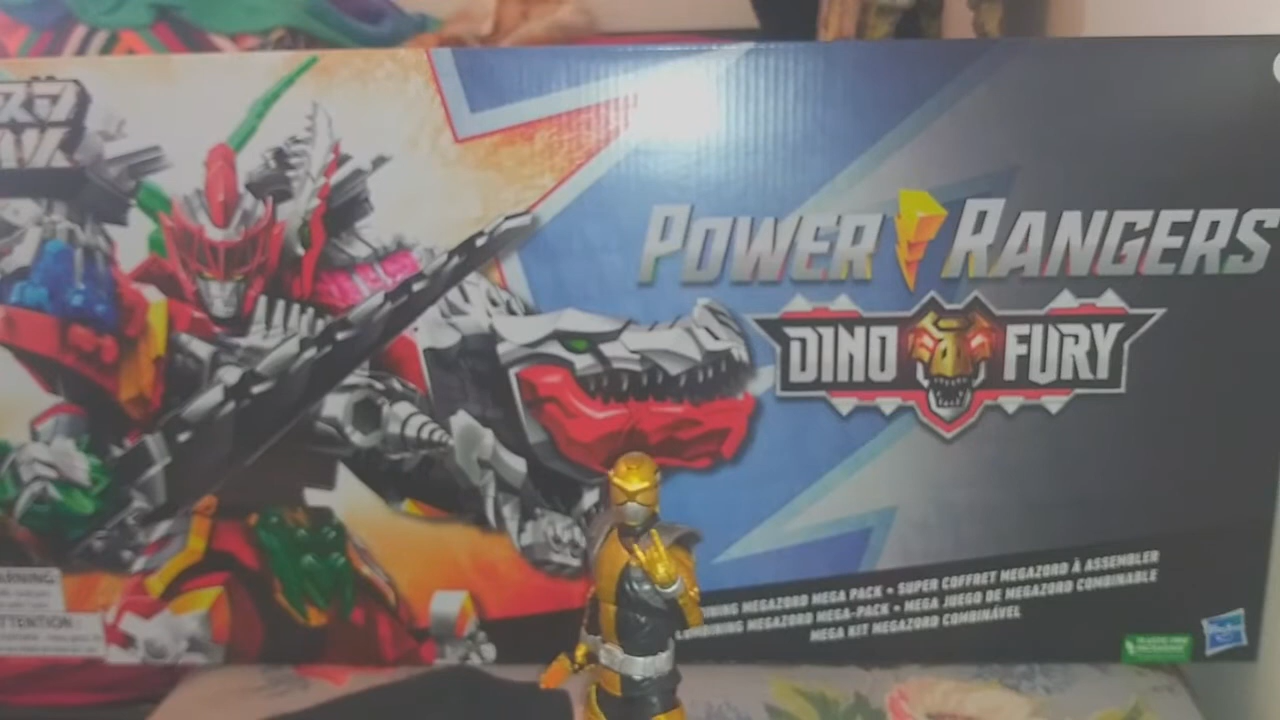 POWER RANGERS
DINO FURY
MEGAZORD MEGA PACK • SUPER COFFRET MEGAZORD À ASSEMBLER
COMBINING MEGAZORD MEGA-PACK • MEGA JUEGO DE MEGAZORD COMBINABLE
MEGA KIT MEGAZORD COMBINÁVEL
ATTENTION :